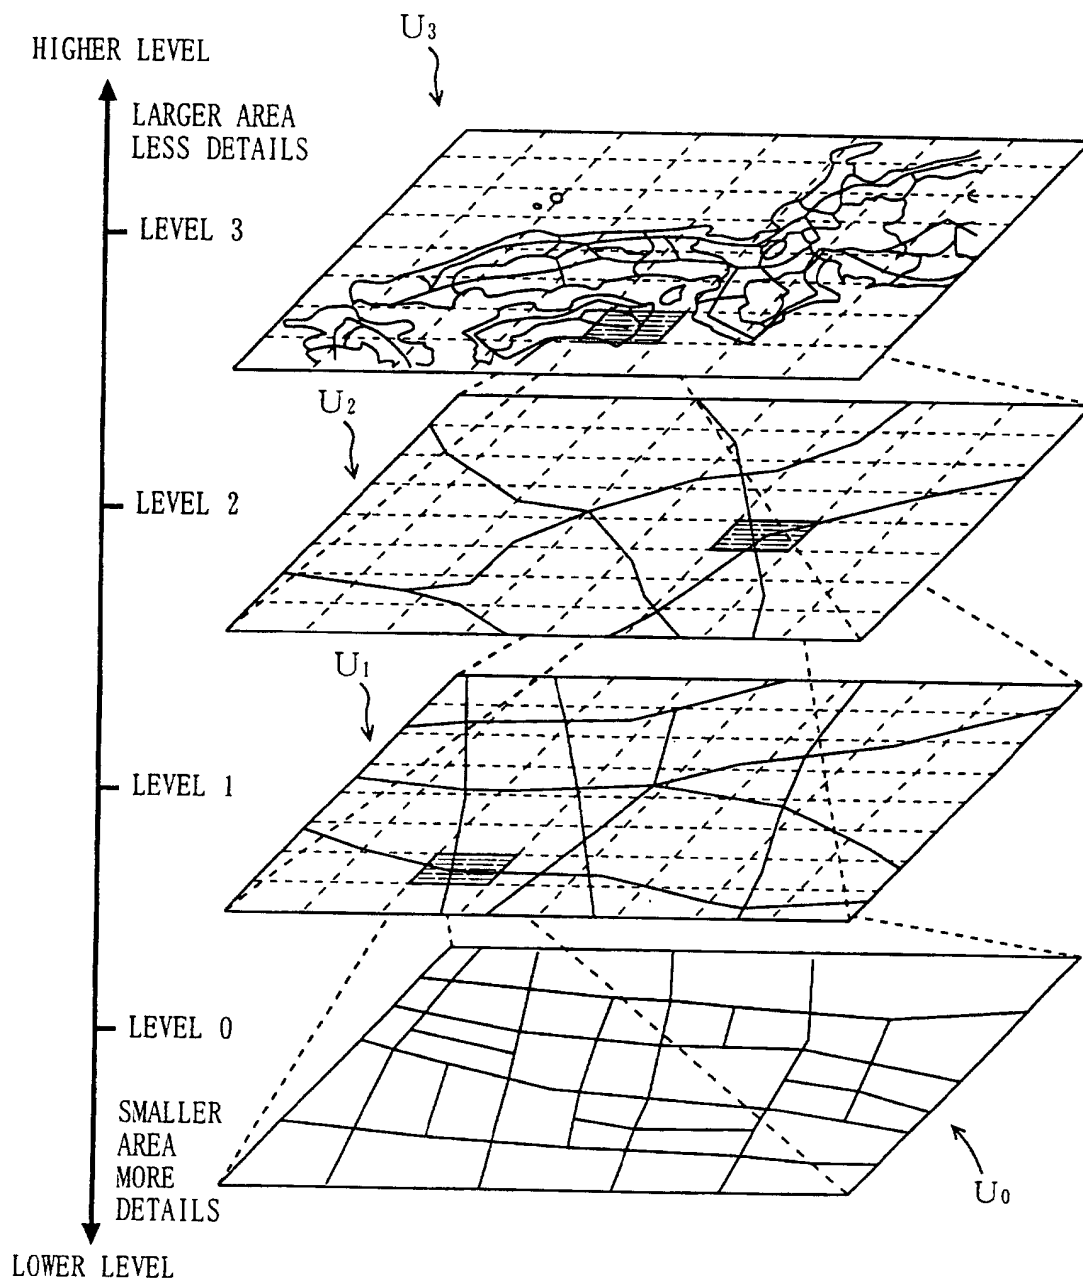 U3
HIGHER LEVEL
LARGER AREA
LESS DETAILS
LEVEL 3
U2
LEVEL 2
U1
LEVEL 1
LEVEL 0
SMALLER
AREA
MORE
DETAILS
U0
LOWER LEVEL